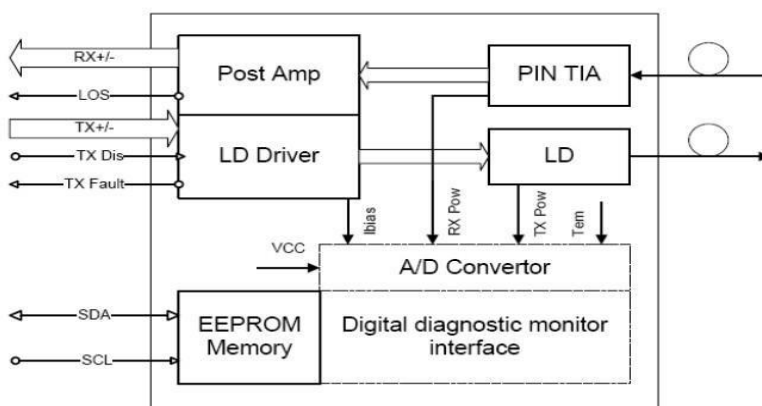 RX+/-
Post Amp
PIN TIA
LOS
TX+/-
TX Dis
LD Driver
LD
TX Fault
Ibias
RX Pow
TX Pow
Tem
VCC
A/D Convertor
SDA
EEPROM
Memory
Digital diagnostic monitor
interface
SCL